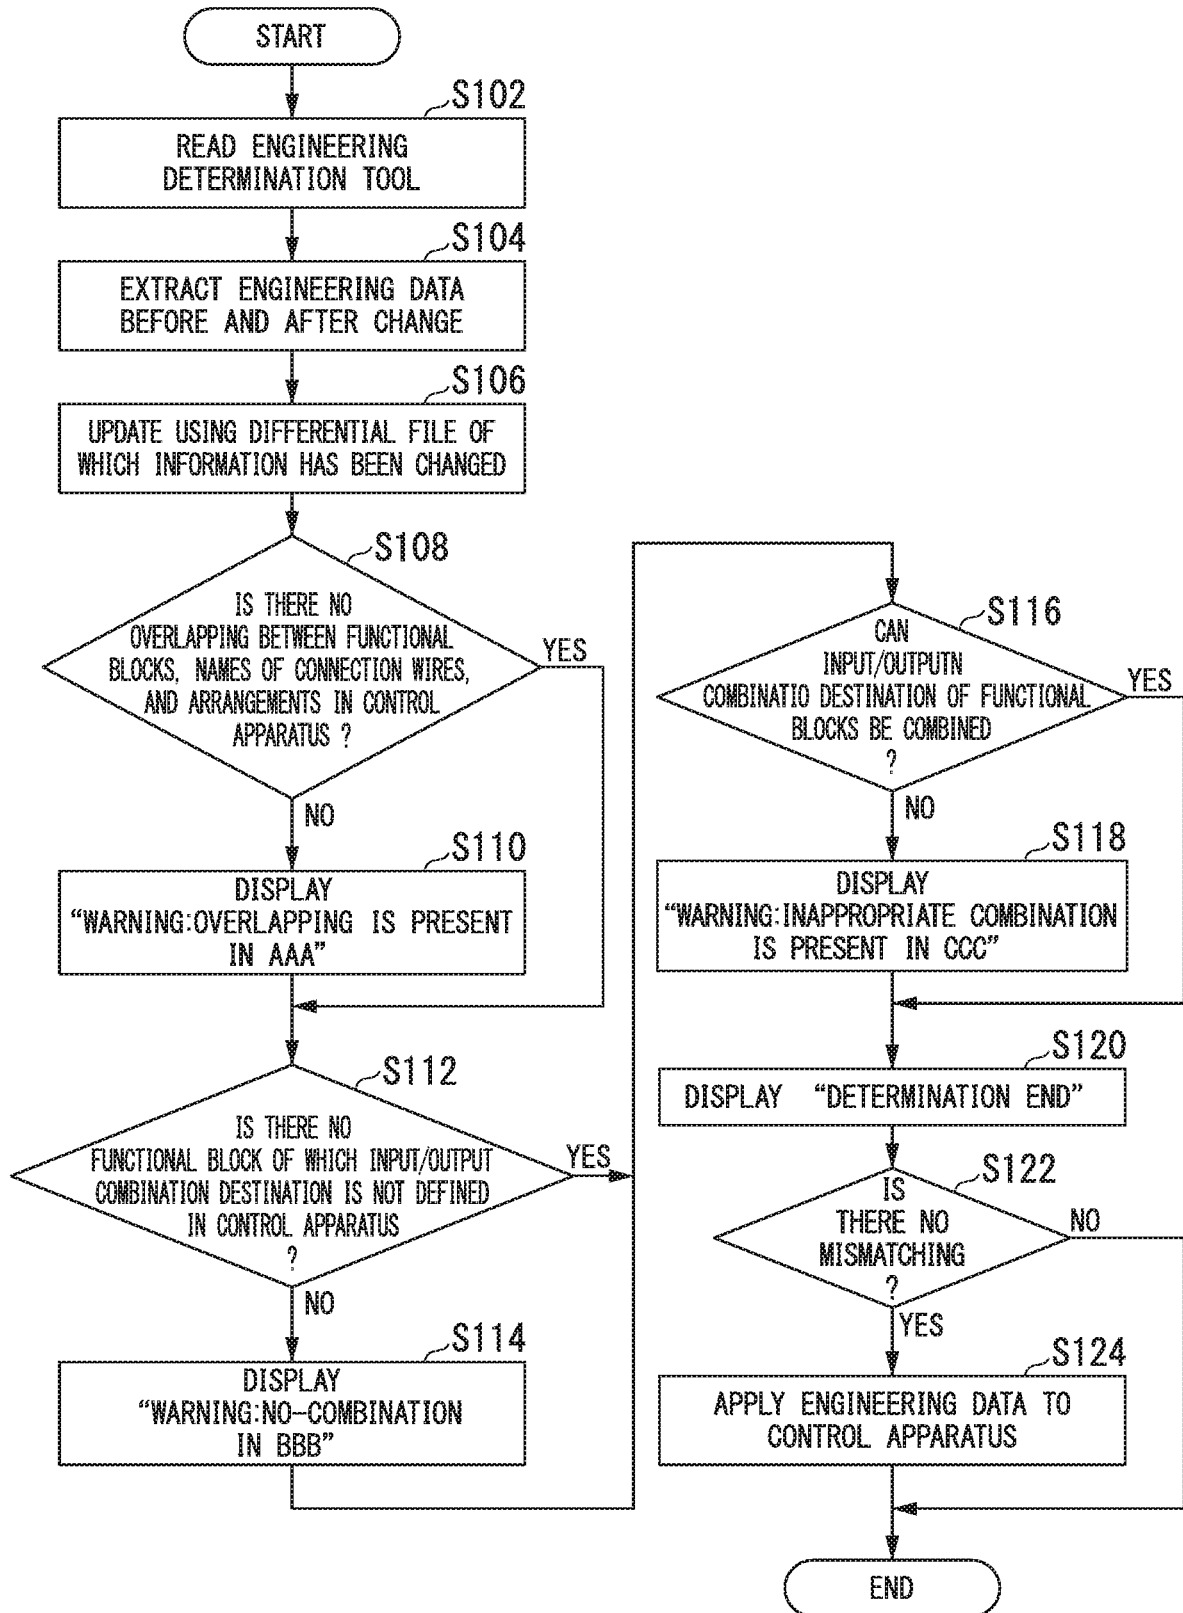 START
S102
READ ENGINEERING
DETERMINATION TOOL
S104
EXTRACT ENGINEERING DATA
BEFORE AND AFTER CHANGE
S106
UPDATE USING DIFFERENTIAL FILE OF
WHICH INFORMATION HAS BEEN CHANGED
S108
IS THERE NO
OVERLAPPING BETWEEN FUNCTIONAL
BLOCKS, NAMES OF CONNECTION WIRES,
AND ARRANGEMENTS IN CONTROL
APPARATUS ?
YES
NO
S110
DISPLAY
“WARNING:OVERLAPPING IS PRESENT
IN AAA”
S112
IS THERE NO
FUNCTIONAL BLOCK OF WHICH INPUT/OUTPUT
COMBINATION DESTINATION IS NOT DEFINED
IN CONTROL APPARATUS
?
YES
NO
S114
DISPLAY
“WARNING:NO-COMBINATION
IN BBB”
S116
CAN
INPUT/OUTPUTN
COMBINATIO DESTINATION OF FUNCTIONAL
BLOCKS BE COMBINED
?
YES
NO
S118
DISPLAY
“WARNING:INAPPROPRIATE COMBINATION
IS PRESENT IN CCC”
S120
DISPLAY “DETERMINATION END”
S122
IS
THERE NO
MISMATCHING
?
NO
YES
S124
APPLY ENGINEERING DATA TO
CONTROL APPARATUS
END